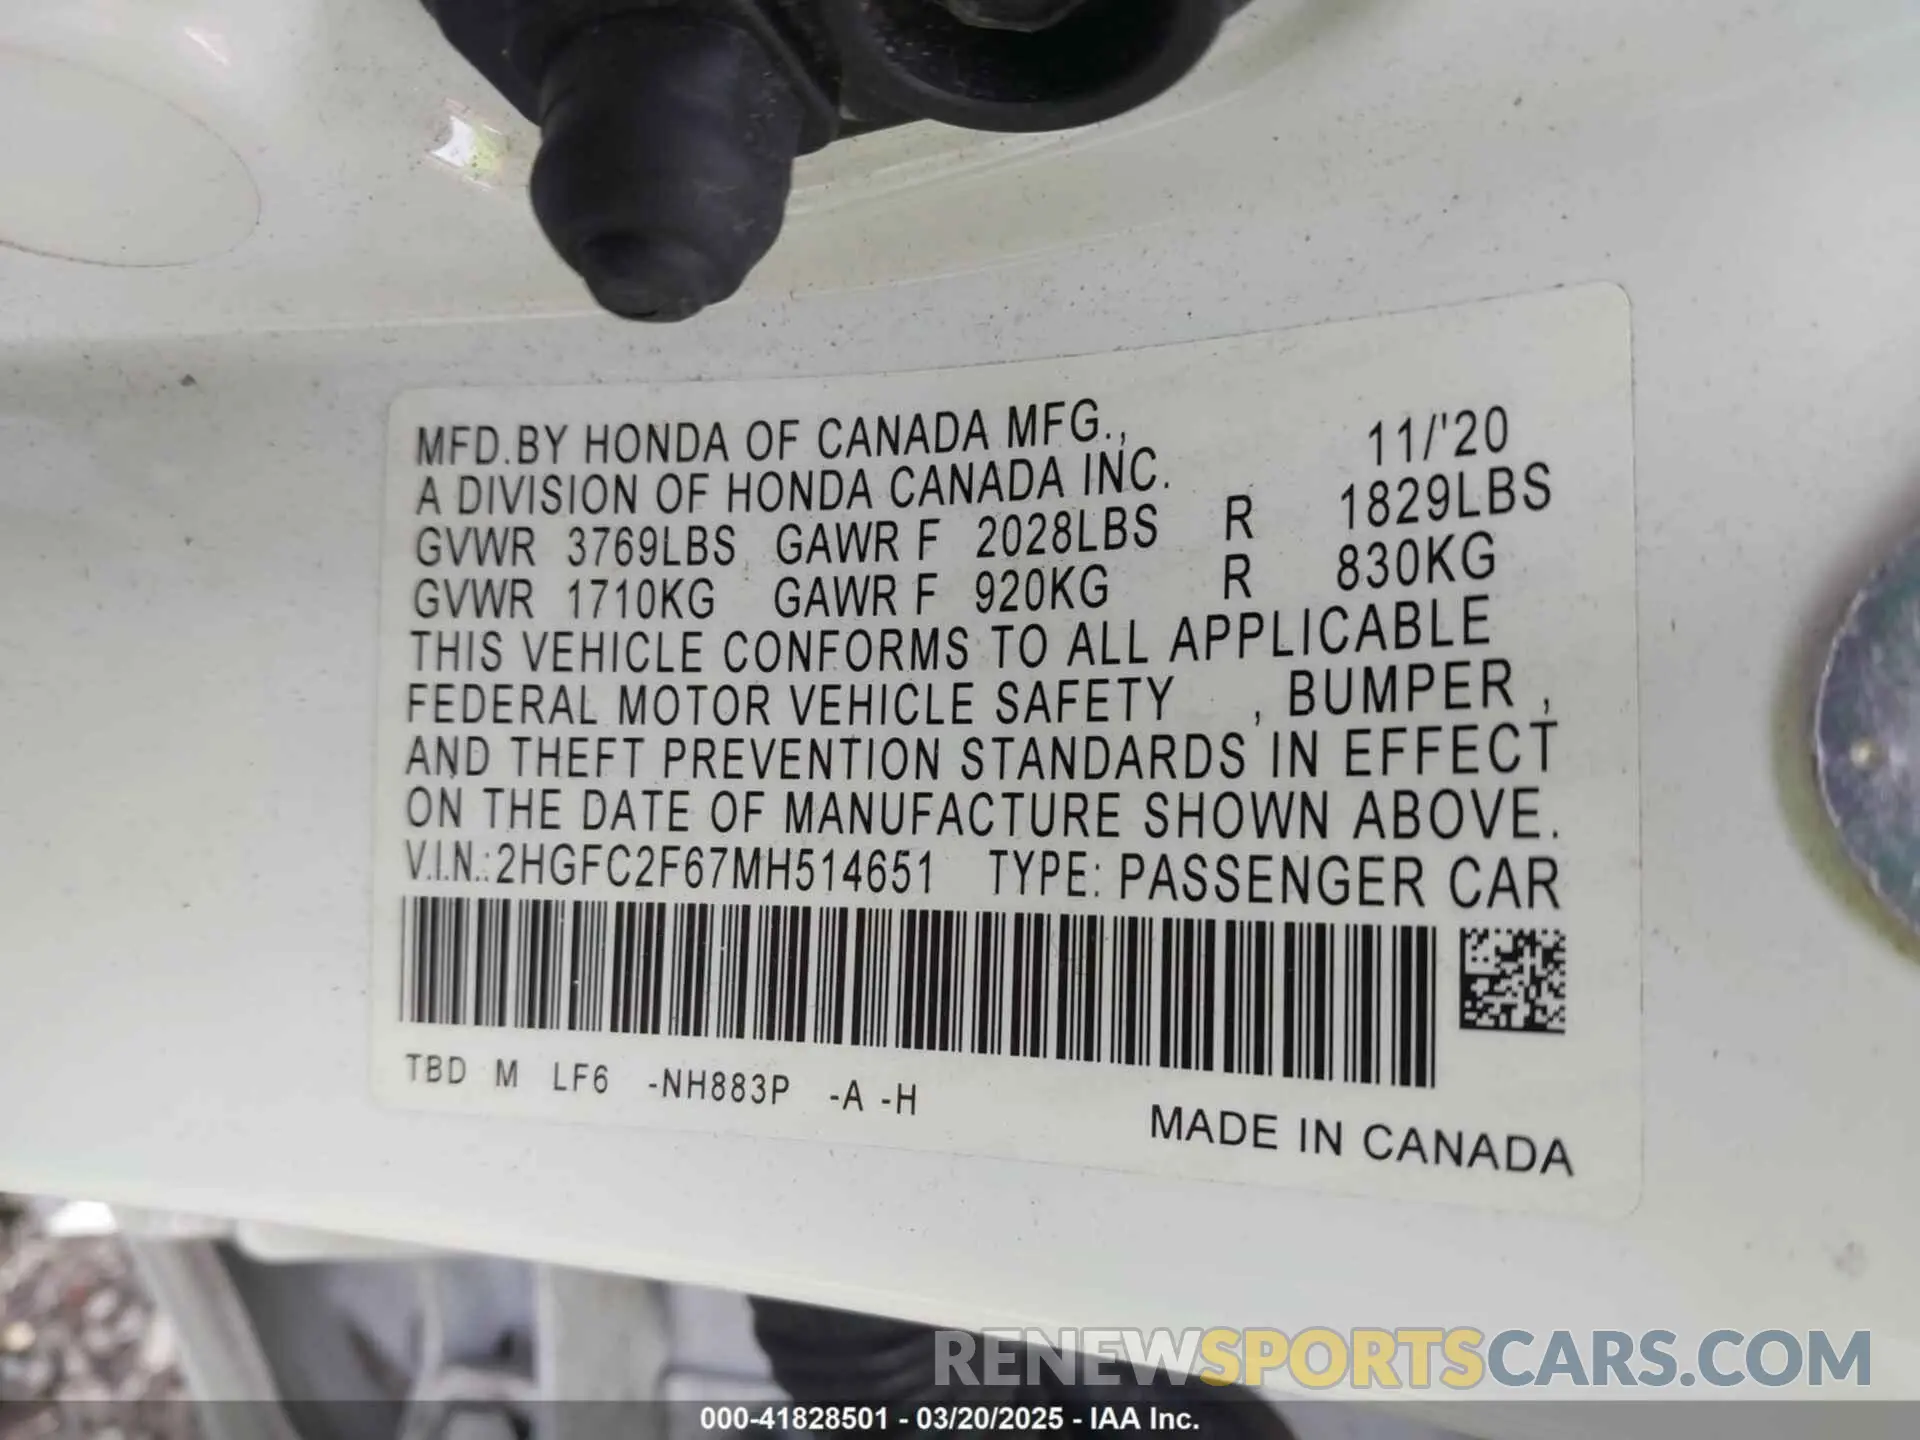 MFD.BY HONDA OF CANADA MFG., 11/'20
A DIVISION OF HONDA CANADA INC.
GVWR 3769LBS GAWR F 2028LBS R 1829LBS
GVWR 1710KG GAWR F 920KG R 830KG
THIS VEHICLE CONFORMS TO ALL APPLICABLE
FEDERAL MOTOR VEHICLE SAFETY , BUMPER ,
AND THEFT PREVENTION STANDARDS IN EFFECT
ON THE DATE OF MANUFACTURE SHOWN ABOVE.
V.I.N.:2HGFC2F67MH514651 TYPE: PASSENGER CAR
TBD M LF6 -NH883P -A -H
MADE IN CANADA
RENEWSPORTSCARS.COM
000-41828501 - 03/20/2025 - IAA Inc.